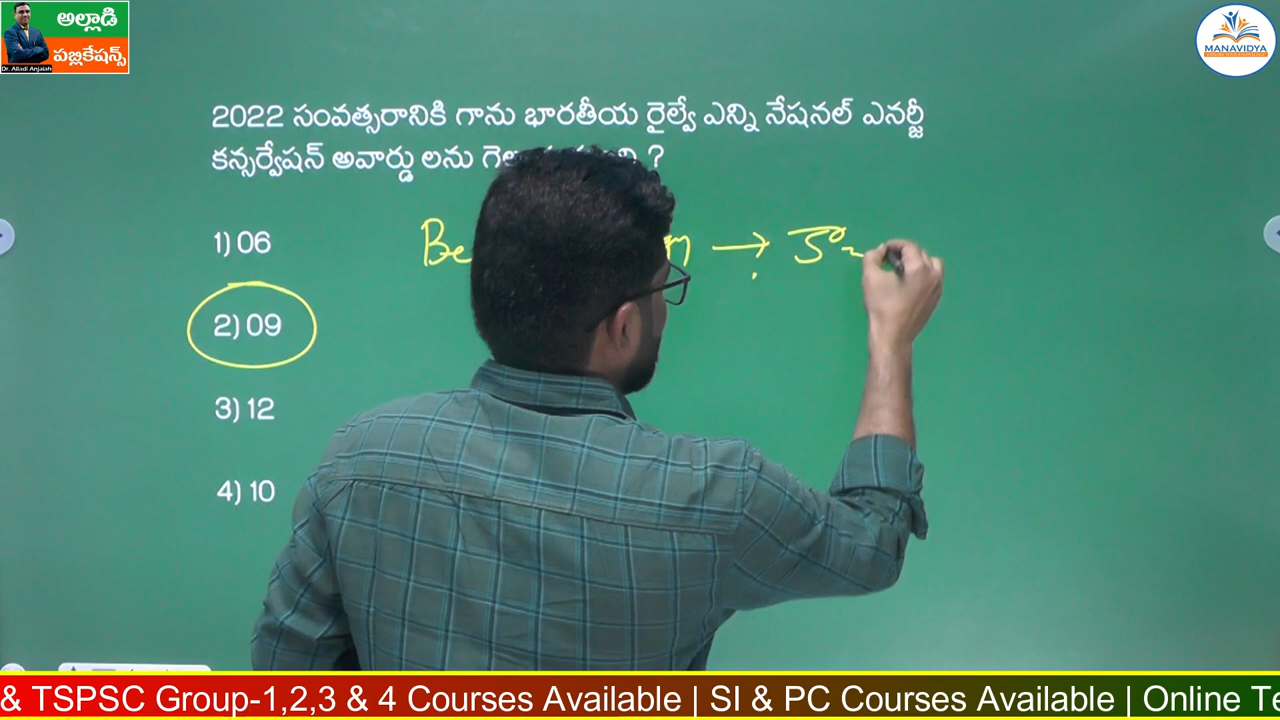 అల్లాడి
పబ్లికేషన్స్
Dr. Alladi Anjaiah
MANAVIDYA
2022 సంవత్సరానికి గాను భారతీయ రైల్వే ఎన్ని నేషనల్ ఎనర్జీ
కన్సర్వేషన్ అవార్డు లను ?
1) 06
2) 09
3) 12
4) 10
& TSPSC Group-1,2,3 & 4 Courses Available | SI & PC Courses Available | Online